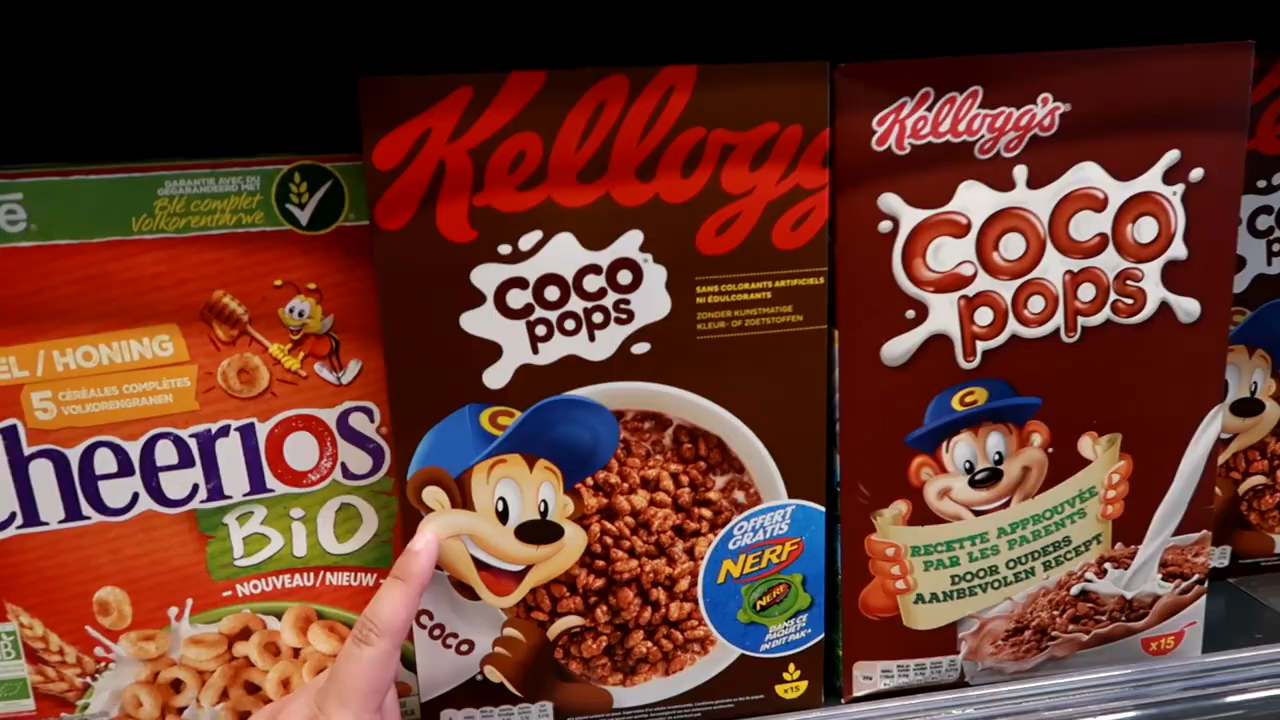 é
GARANTIE AVEC DU
GEGARANDEERD MET
Blé complet
Volkorentarwe
EL / HONING
5 CÉRÉALES COMPLÈTES
VOLKORENGRANEN
cheerios
BiO
- NOUVEAU / NIEUW -
Kellogg
coco
pops
SANS COLORANTS ARTIFICIELS
NI ÉDULCORANTS
ZONDER KUNSTMATIGE
KLEUR- OF ZOETSTOFFEN
C
COCO
OFFERT
GRATIS
NERF
NERF
DANS CE
PAQUET*
IN DIT PAK*
x15
Kellogg's
COCO
pops
C
RECETTE APPROUVÉE
PAR LES PARENTS
DOOR OUDERS
AANBEVOLEN RECEPT
x15